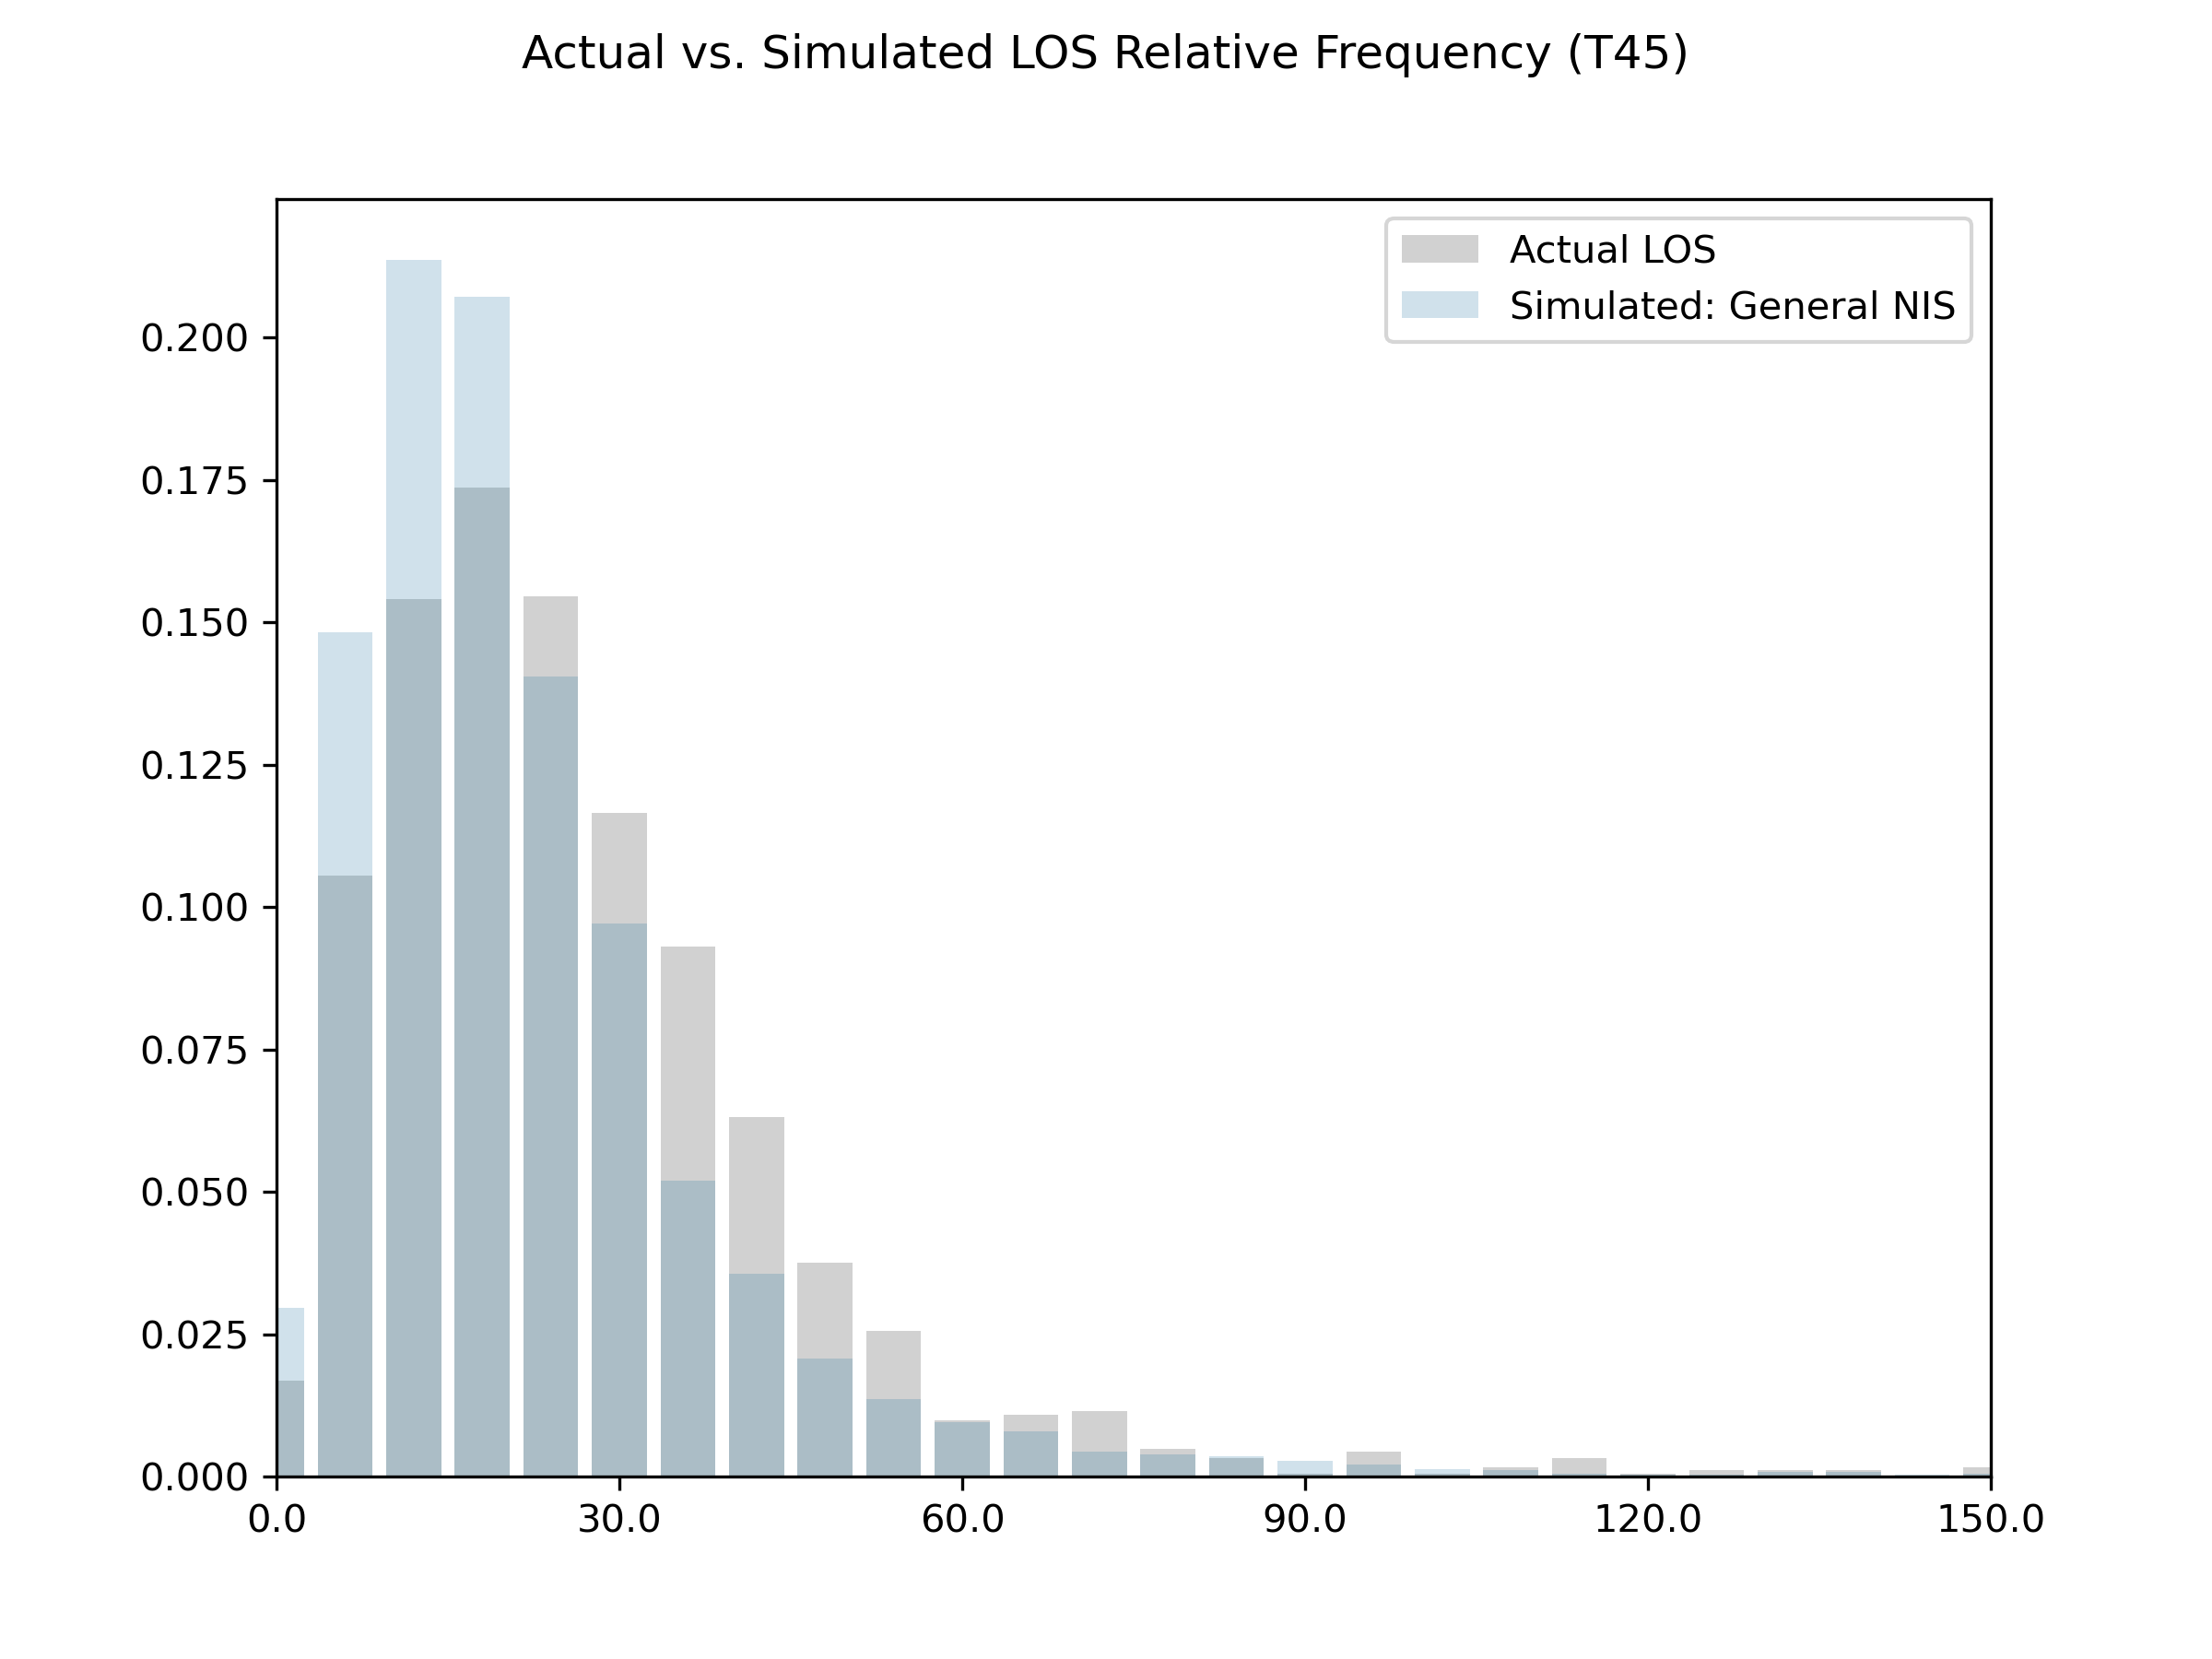 Actual vs. Simulated LOS Relative Frequency (T45)
Actual LOS
Simulated: General NIS
0.200
0.175
0.150
0.125
0.100
0.075
0.050
0.025
0.000
0.0 30.0 60.0 90.0 120.0 150.0